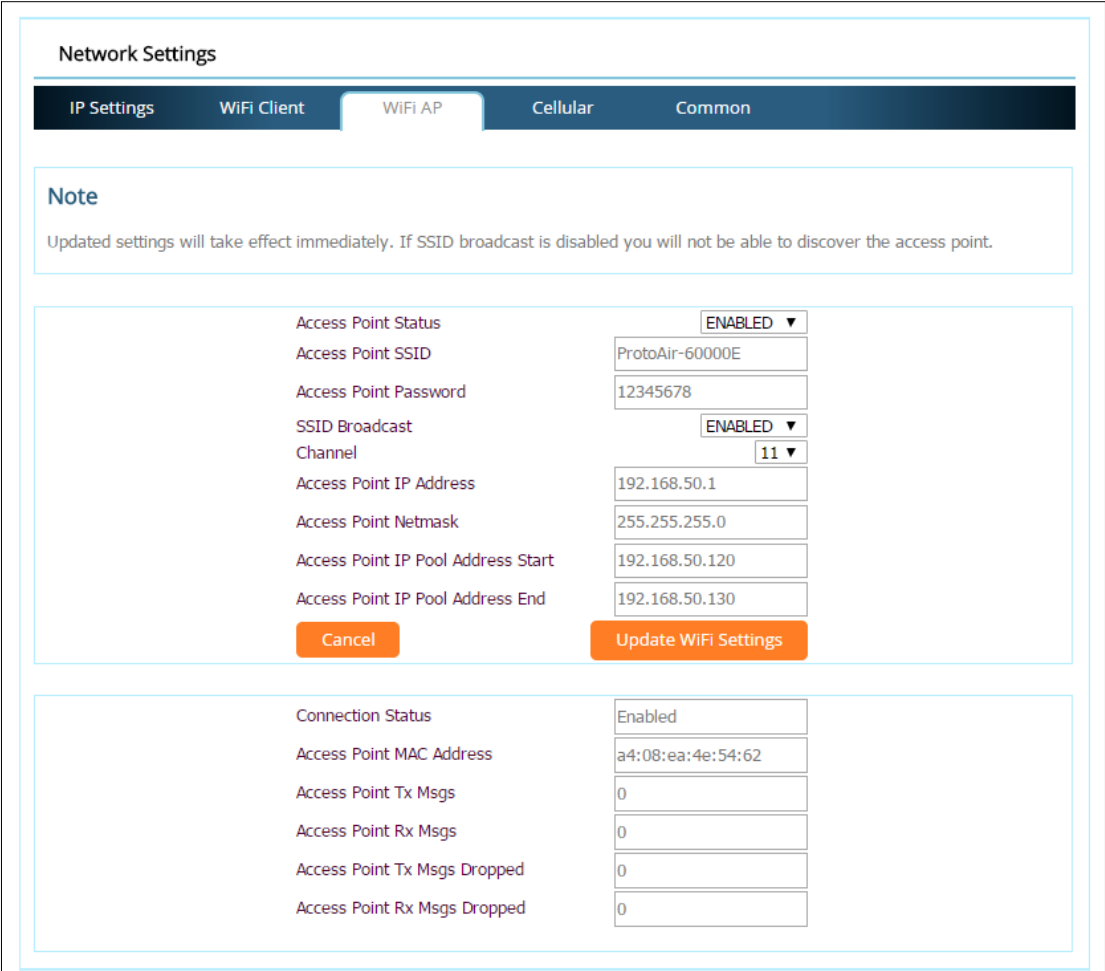 Network Settings
IP Settings WiFi Client WiFi AP Cellular Common
Note
Updated settings will take effect immediately. If SSID broadcast is disabled you will not be able to discover the access point.
Access Point Status ENABLED ▼
Access Point SSID ProtoAir-60000E
Access Point Password 12345678
SSID Broadcast ENABLED ▼
Channel 11 ▼
Access Point IP Address 192.168.50.1
Access Point Netmask 255.255.255.0
Access Point IP Pool Address Start 192.168.50.120
Access Point IP Pool Address End 192.168.50.130
Cancel Update WiFi Settings
Connection Status Enabled
Access Point MAC Address a4:08:ea:4e:54:62
Access Point Tx Msgs 0
Access Point Rx Msgs 0
Access Point Tx Msgs Dropped 0
Access Point Rx Msgs Dropped 0